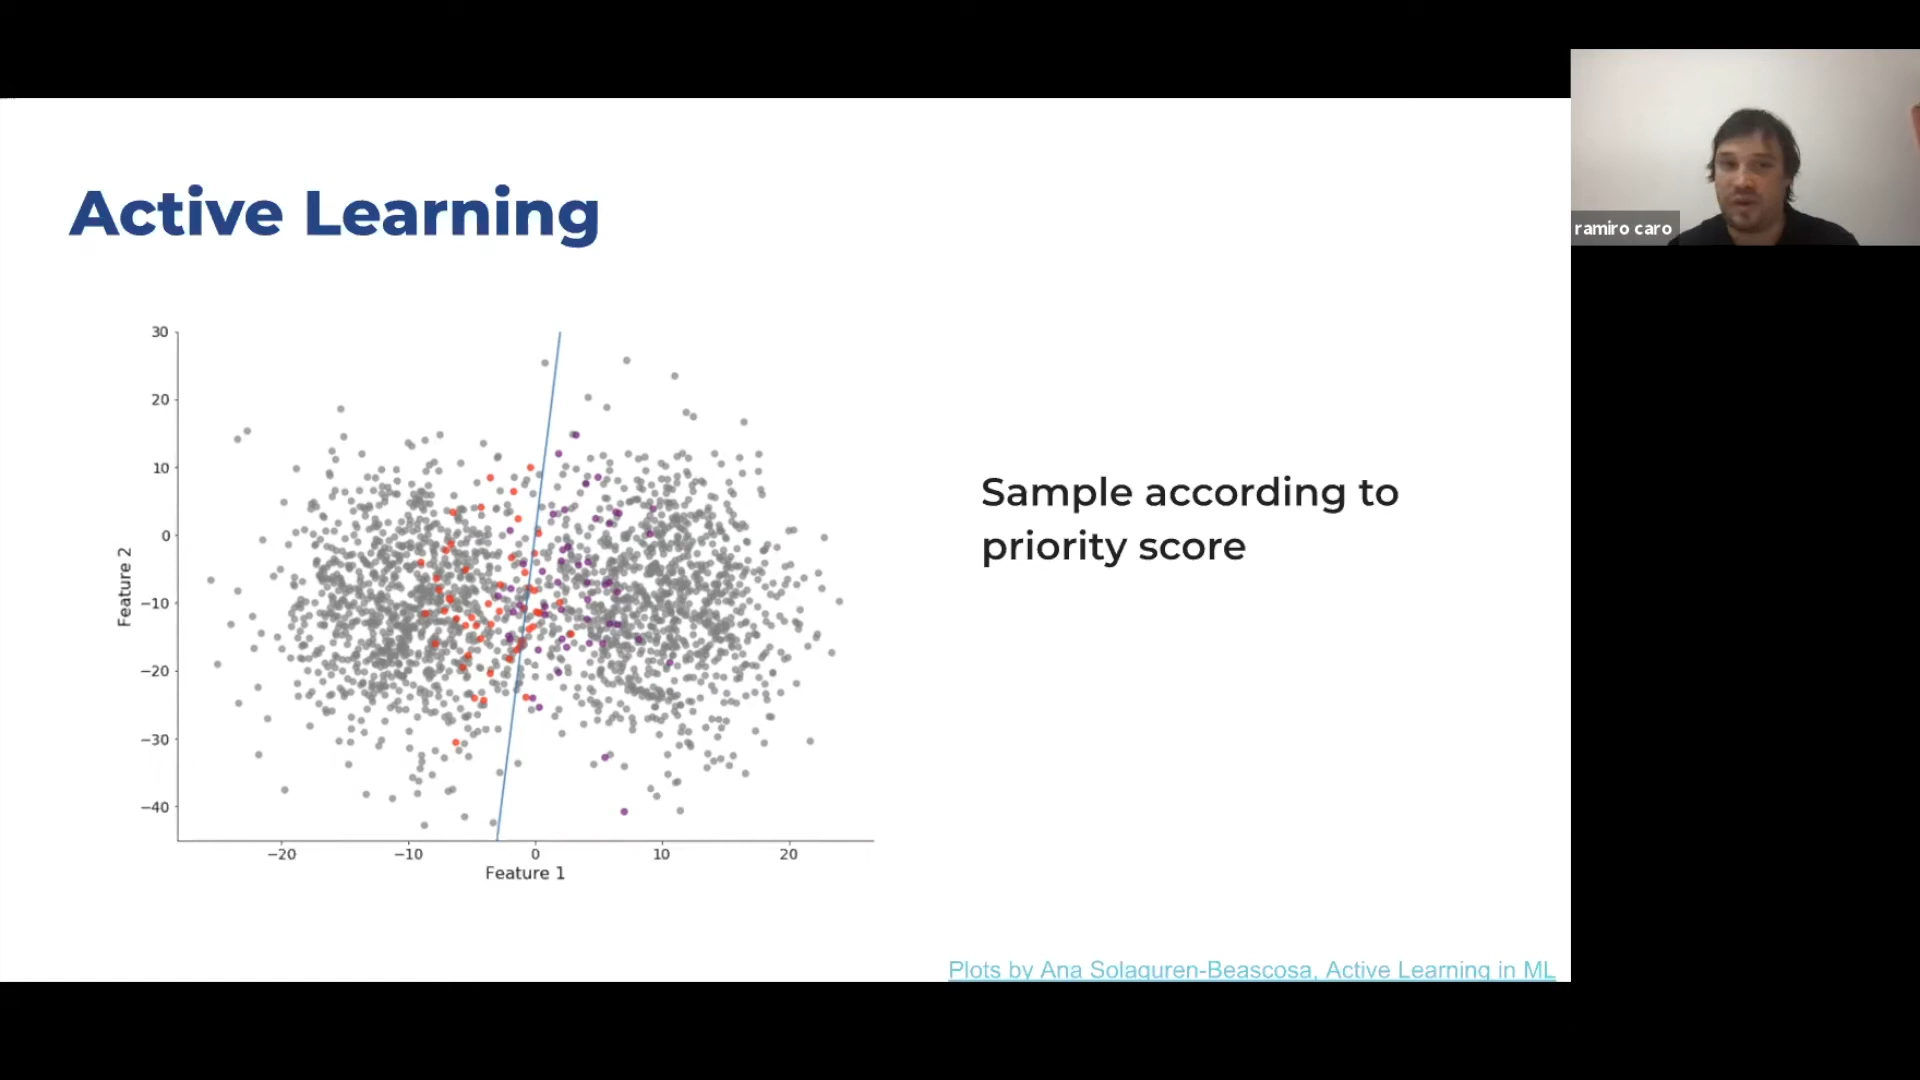 Active Learning
30
20
10
0
−10
−20
−30
−40
Feature 2
−20
−10
0
10
20
Feature 1
Sample according to
priority score
Plots by Ana Solaguren-Beascosa, Active Learning in ML
ramiro caro